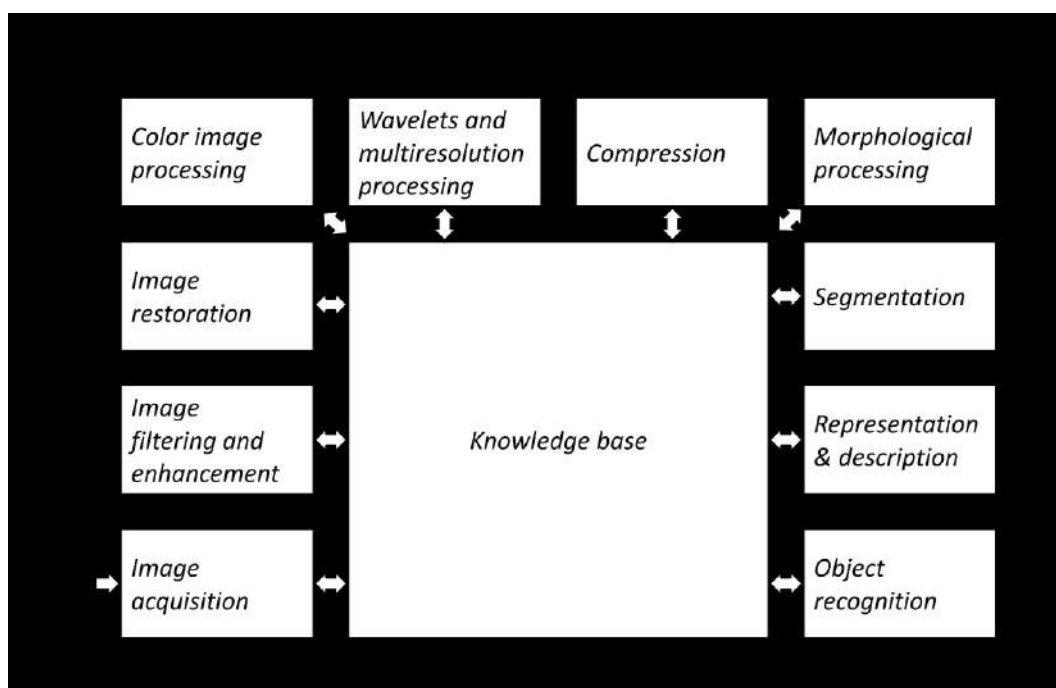 Color image
processing
Wavelets and
multiresolution
processing
Compression
Morphological
processing
Image
restoration
Segmentation
Image
filtering and
enhancement
Knowledge base
Representation
& description
Image
acquisition
Object
recognition